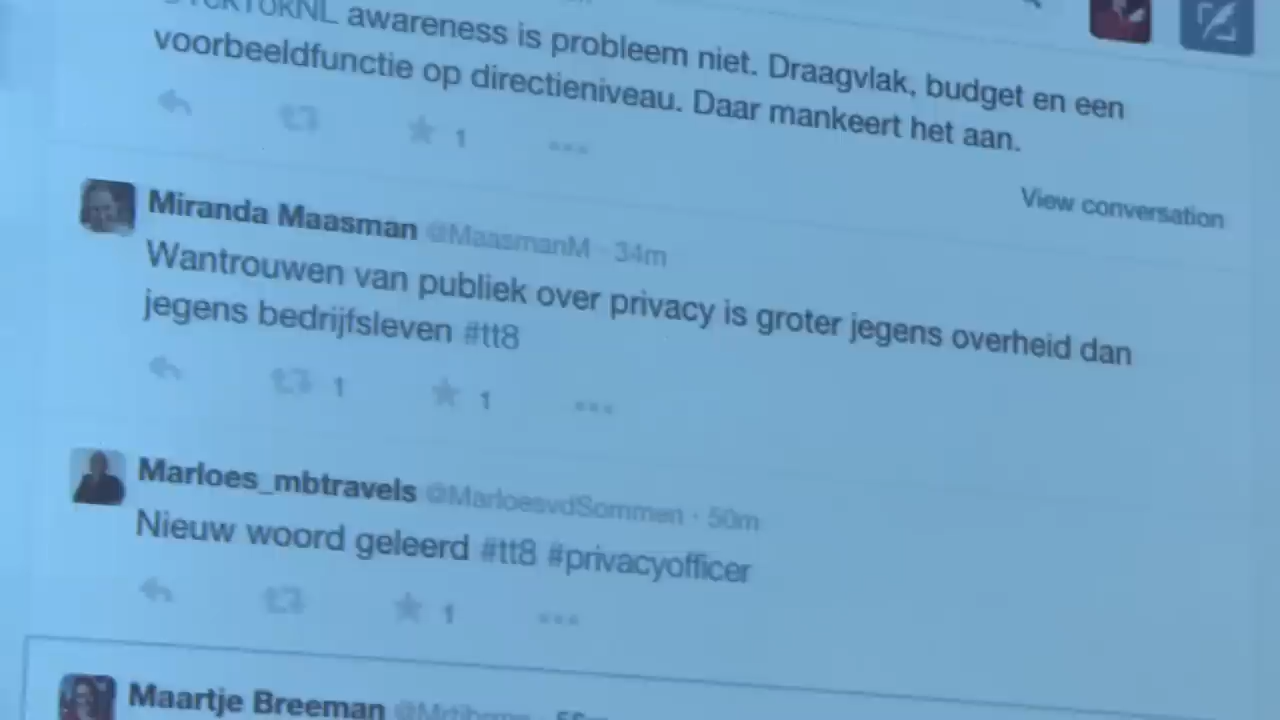 awareness is probleem niet. Draagvlak, budget en een
voorbeeldfunctie op directieniveau. Daar mankeert het aan.
1
View conversation
Miranda Maasman @MaasmanM · 34m
Wantrouwen van publiek over privacy is groter jegens overheid dan
jegens bedrijfsleven #tt8
1 1
Marloes_mbtravels @MarloesvdSommen · 50m
Nieuw woord geleerd #tt8 #privacyofficer
1
Maartje Breeman